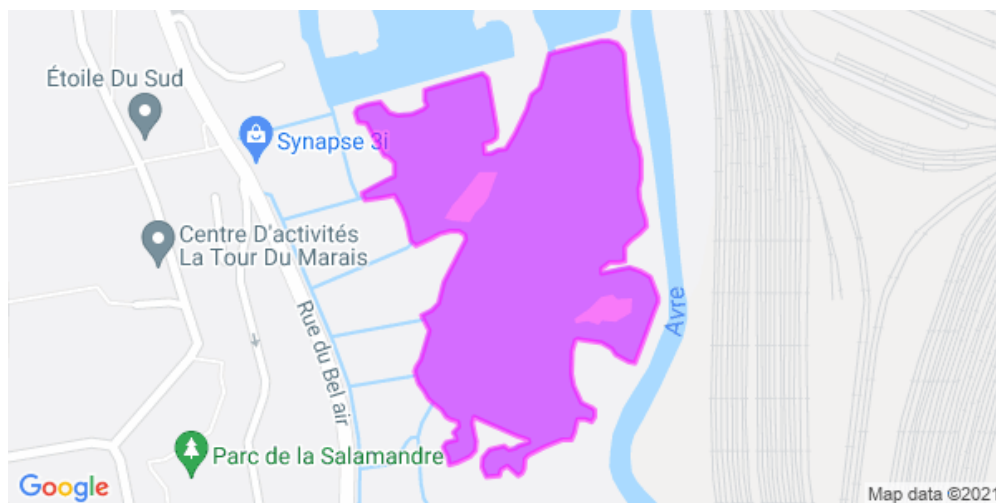 Étoile Du Sud
Synapse 3i
Centre D'activités
La Tour Du Marais
Rue du Bel air
Avre
Parc de la Salamandre
Google
Map data ©2021